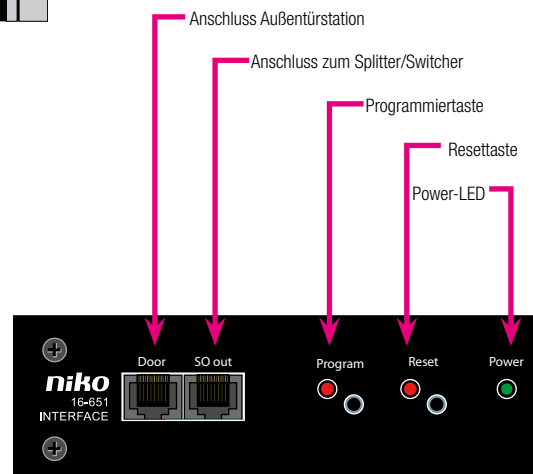 Anschluss Außentürstation
Anschluss zum Splitter/Switcher
Programmiertaste
Resettaste
Power-LED
Door SO out Program Reset Power
niko
16-651
INTERFACE